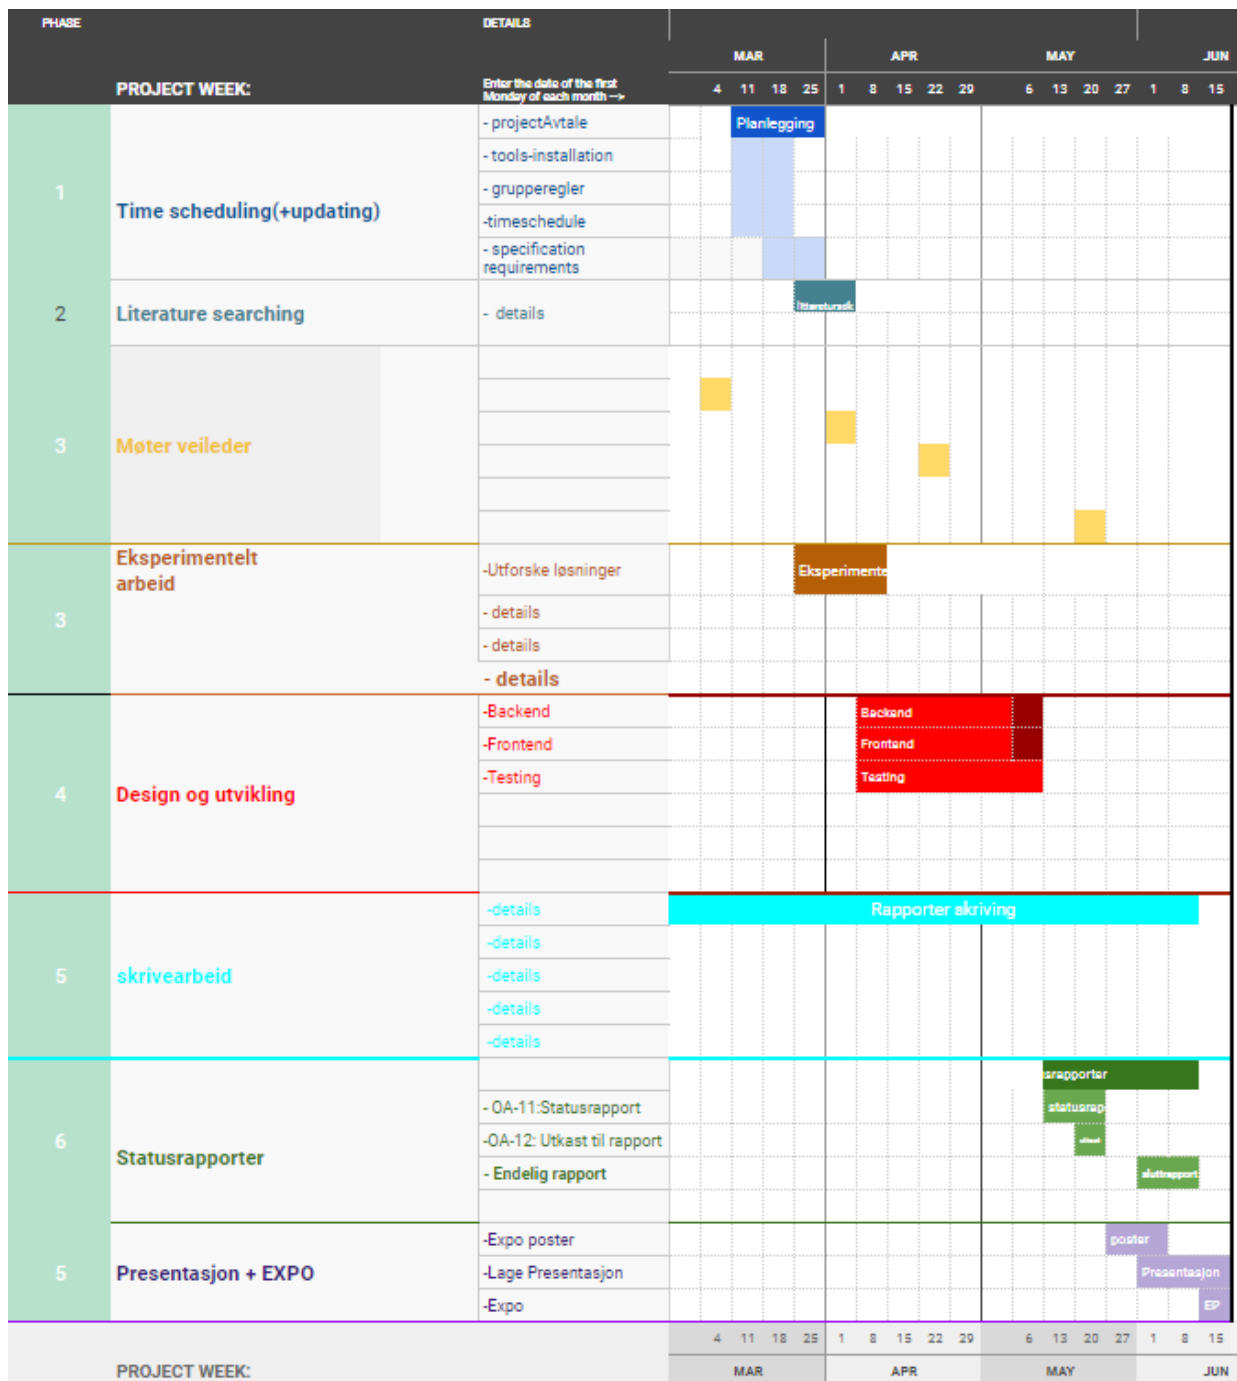 PHASE DETAILS
MAR APR MAY JUN
PROJECT WEEK: Enter the date of the first
Monday of each month -->
4 11 18 25 1 8 15 22 29 6 13 20 27 1 8 15
- projectAvtale Planlegging
- tools-installation
1
- grupperegler
Time scheduling(+updating)
-timeschedule
- specification
requirements
2 Literature searching - details
3 Møter veileder
Eksperimentelt
arbeid
-Utforske løsninger Eksperimente
3
- details
- details
- details
-Backend Backend
-Frontend Frontend
-Testing Testing
4 Design og utvikling
-details Rapporter skriving
-details
5 skrivearbeid -details
-details
-details
srapporter
- OA-11:Statusrapport statusrap
6
-OA-12: Utkast til rapport
Statusrapporter
- Endelig rapport sluttrapport
-Expo poster poster
5 Presentasjon + EXPO -Lage Presentasjon Presentasjon
-Expo EP
4 11 18 25 1 8 15 22 29 6 13 20 27 1 8 15
PROJECT WEEK: MAR APR MAY JUN